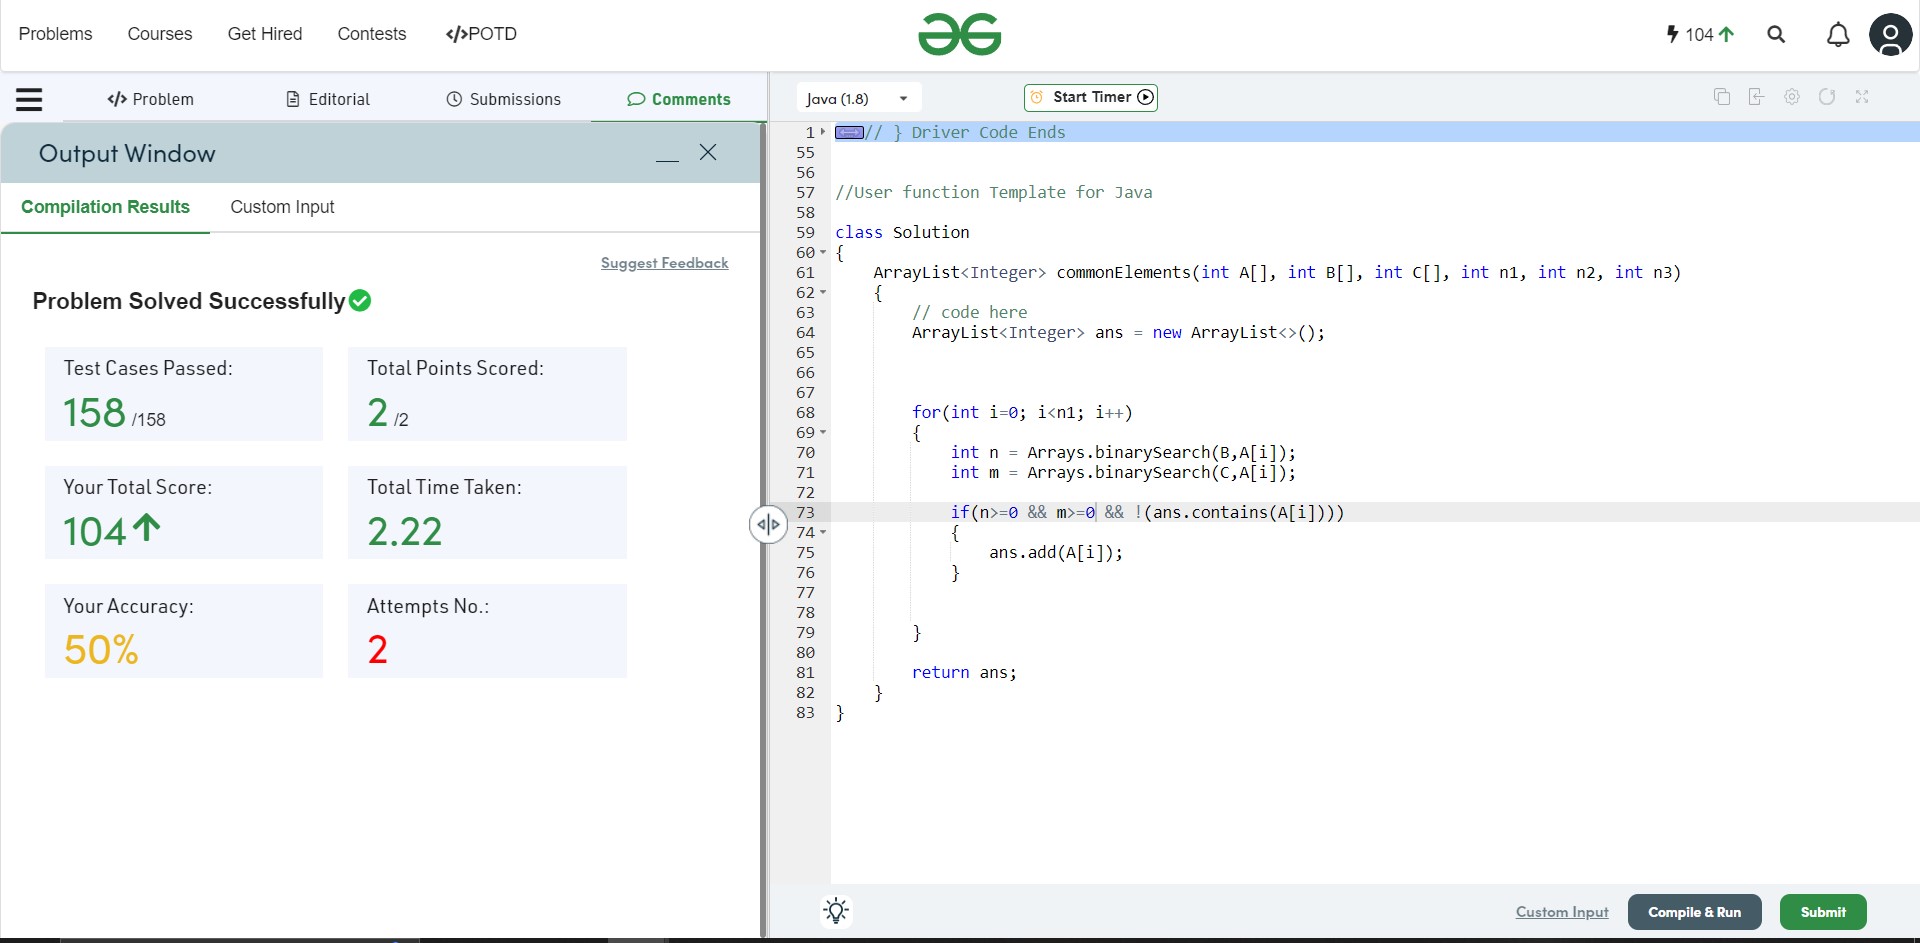 Problems Courses Get Hired Contests </>POTD
104
Problem Editorial Submissions Comments
Output Window
Compilation Results Custom Input
Suggest Feedback
Problem Solved Successfully
Test Cases Passed:
158 /158
Total Points Scored:
2 /2
Your Total Score:
104
Total Time Taken:
2.22
Your Accuracy:
50%
Attempts No.:
2
Java (1.8)
Start Timer
1 // } Driver Code Ends
55
56
57 //User function Template for Java
58
59 class Solution
60 {
61 ArrayList<Integer> commonElements(int A[], int B[], int C[], int n1, int n2, int n3)
62 {
63 // code here
64 ArrayList<Integer> ans = new ArrayList<>();
65
66
67
68 for(int i=0; i<n1; i++)
69 {
70 int n = Arrays.binarySearch(B,A[i]);
71 int m = Arrays.binarySearch(C,A[i]);
72
73 if(n>=0 && m>=0 && !(ans.contains(A[i])))
74 {
75 ans.add(A[i]);
76 }
77
78
79 }
80
81 return ans;
82 }
83 }
Custom Input Compile & Run Submit